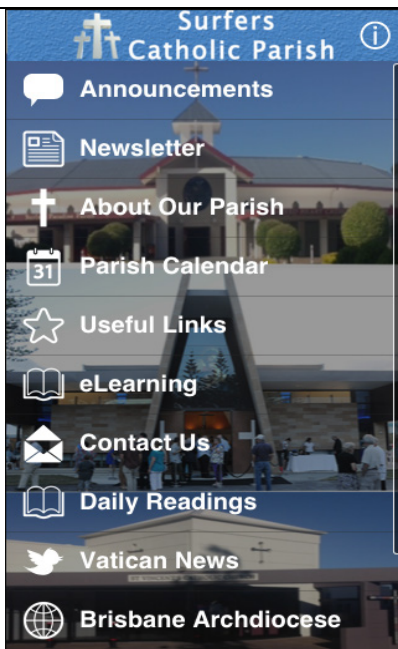 Surfers
Catholic Parish
Announcements
Newsletter
About Our Parish
31
Parish Calendar
Useful Links
eLearning
Contact Us
Daily Readings
Vatican News
Brisbane Archdiocese